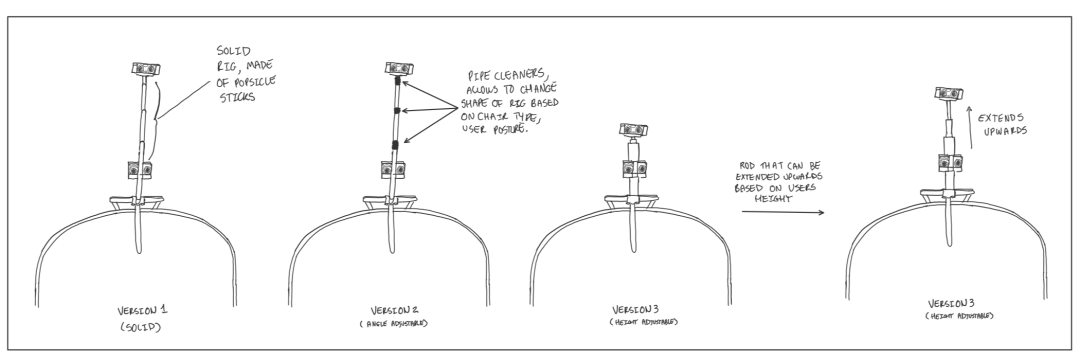 SOLID
RIG, MADE
OF POPSICLE
STICKS
VERSION 1
(SOLID)
PIPE CLEANERS,
ALLOWS TO CHANGE
SHAPE OF RIG BASED
ON CHAIR TYPE,
USER POSTURE.
VERSION 2
(ANGLE ADJUSTABLE)
VERSION 3
(HEIGHT ADJUSTABLE)
ROD THAT CAN BE
EXTENDED UPWARDS
BASED ON USERS
HEIGHT
EXTENDS
UPWARDS
VERSION 3
(HEIGHT ADJUSTABLE)